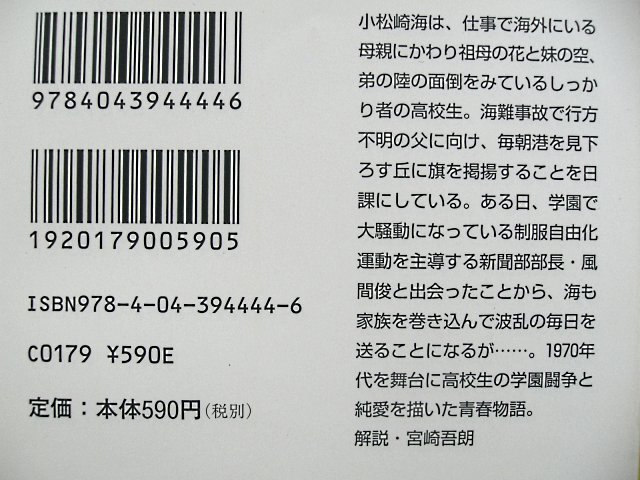 9784043944446
1920179005905
ISBN978-4-04-394444-6
C0179 ¥590E
定価：本体590円（税別）
小松崎海は、仕事で海外にいる
母親にかわり祖母の花と妹の空、
弟の陸の面倒をみているしっか
り者の高校生。海難事故で行方
不明の父に向け、毎朝港を見下
ろす丘に旗を掲揚することを日
課にしている。ある日、学園で
大騒動になっている制服自由化
運動を主導する新聞部部長・風
間俊と出会ったことから、海も
家族を巻き込んで波乱の毎日を
送ることになるが……。1970年
代を舞台に高校生の学園闘争と
純愛を描いた青春物語。
解説・宮崎吾朗